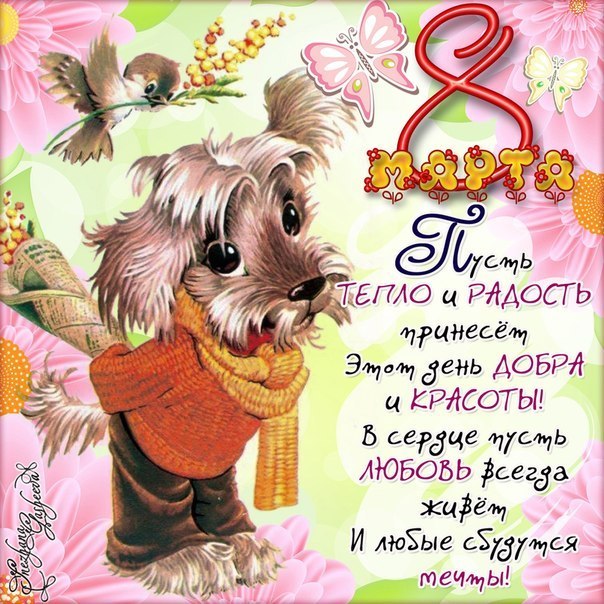 8
МАРТА
Пусть
ТЕПЛО и РАДОСТЬ
принесёт
Этот день ДОБРА
и КРАСОТЫ!
В сердце пусть
ЛЮБОВЬ всегда
живёт
И любые сбудутся
мечты!